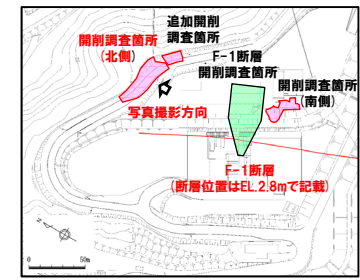 追加開削
調査箇所
開削調査箇所
(北側)
F-1断層
開削調査箇所
開削調査箇所
(南側)
写真撮影方向
F-1断層
(断層位置はEL.2.8mで記載)
N
0 50m